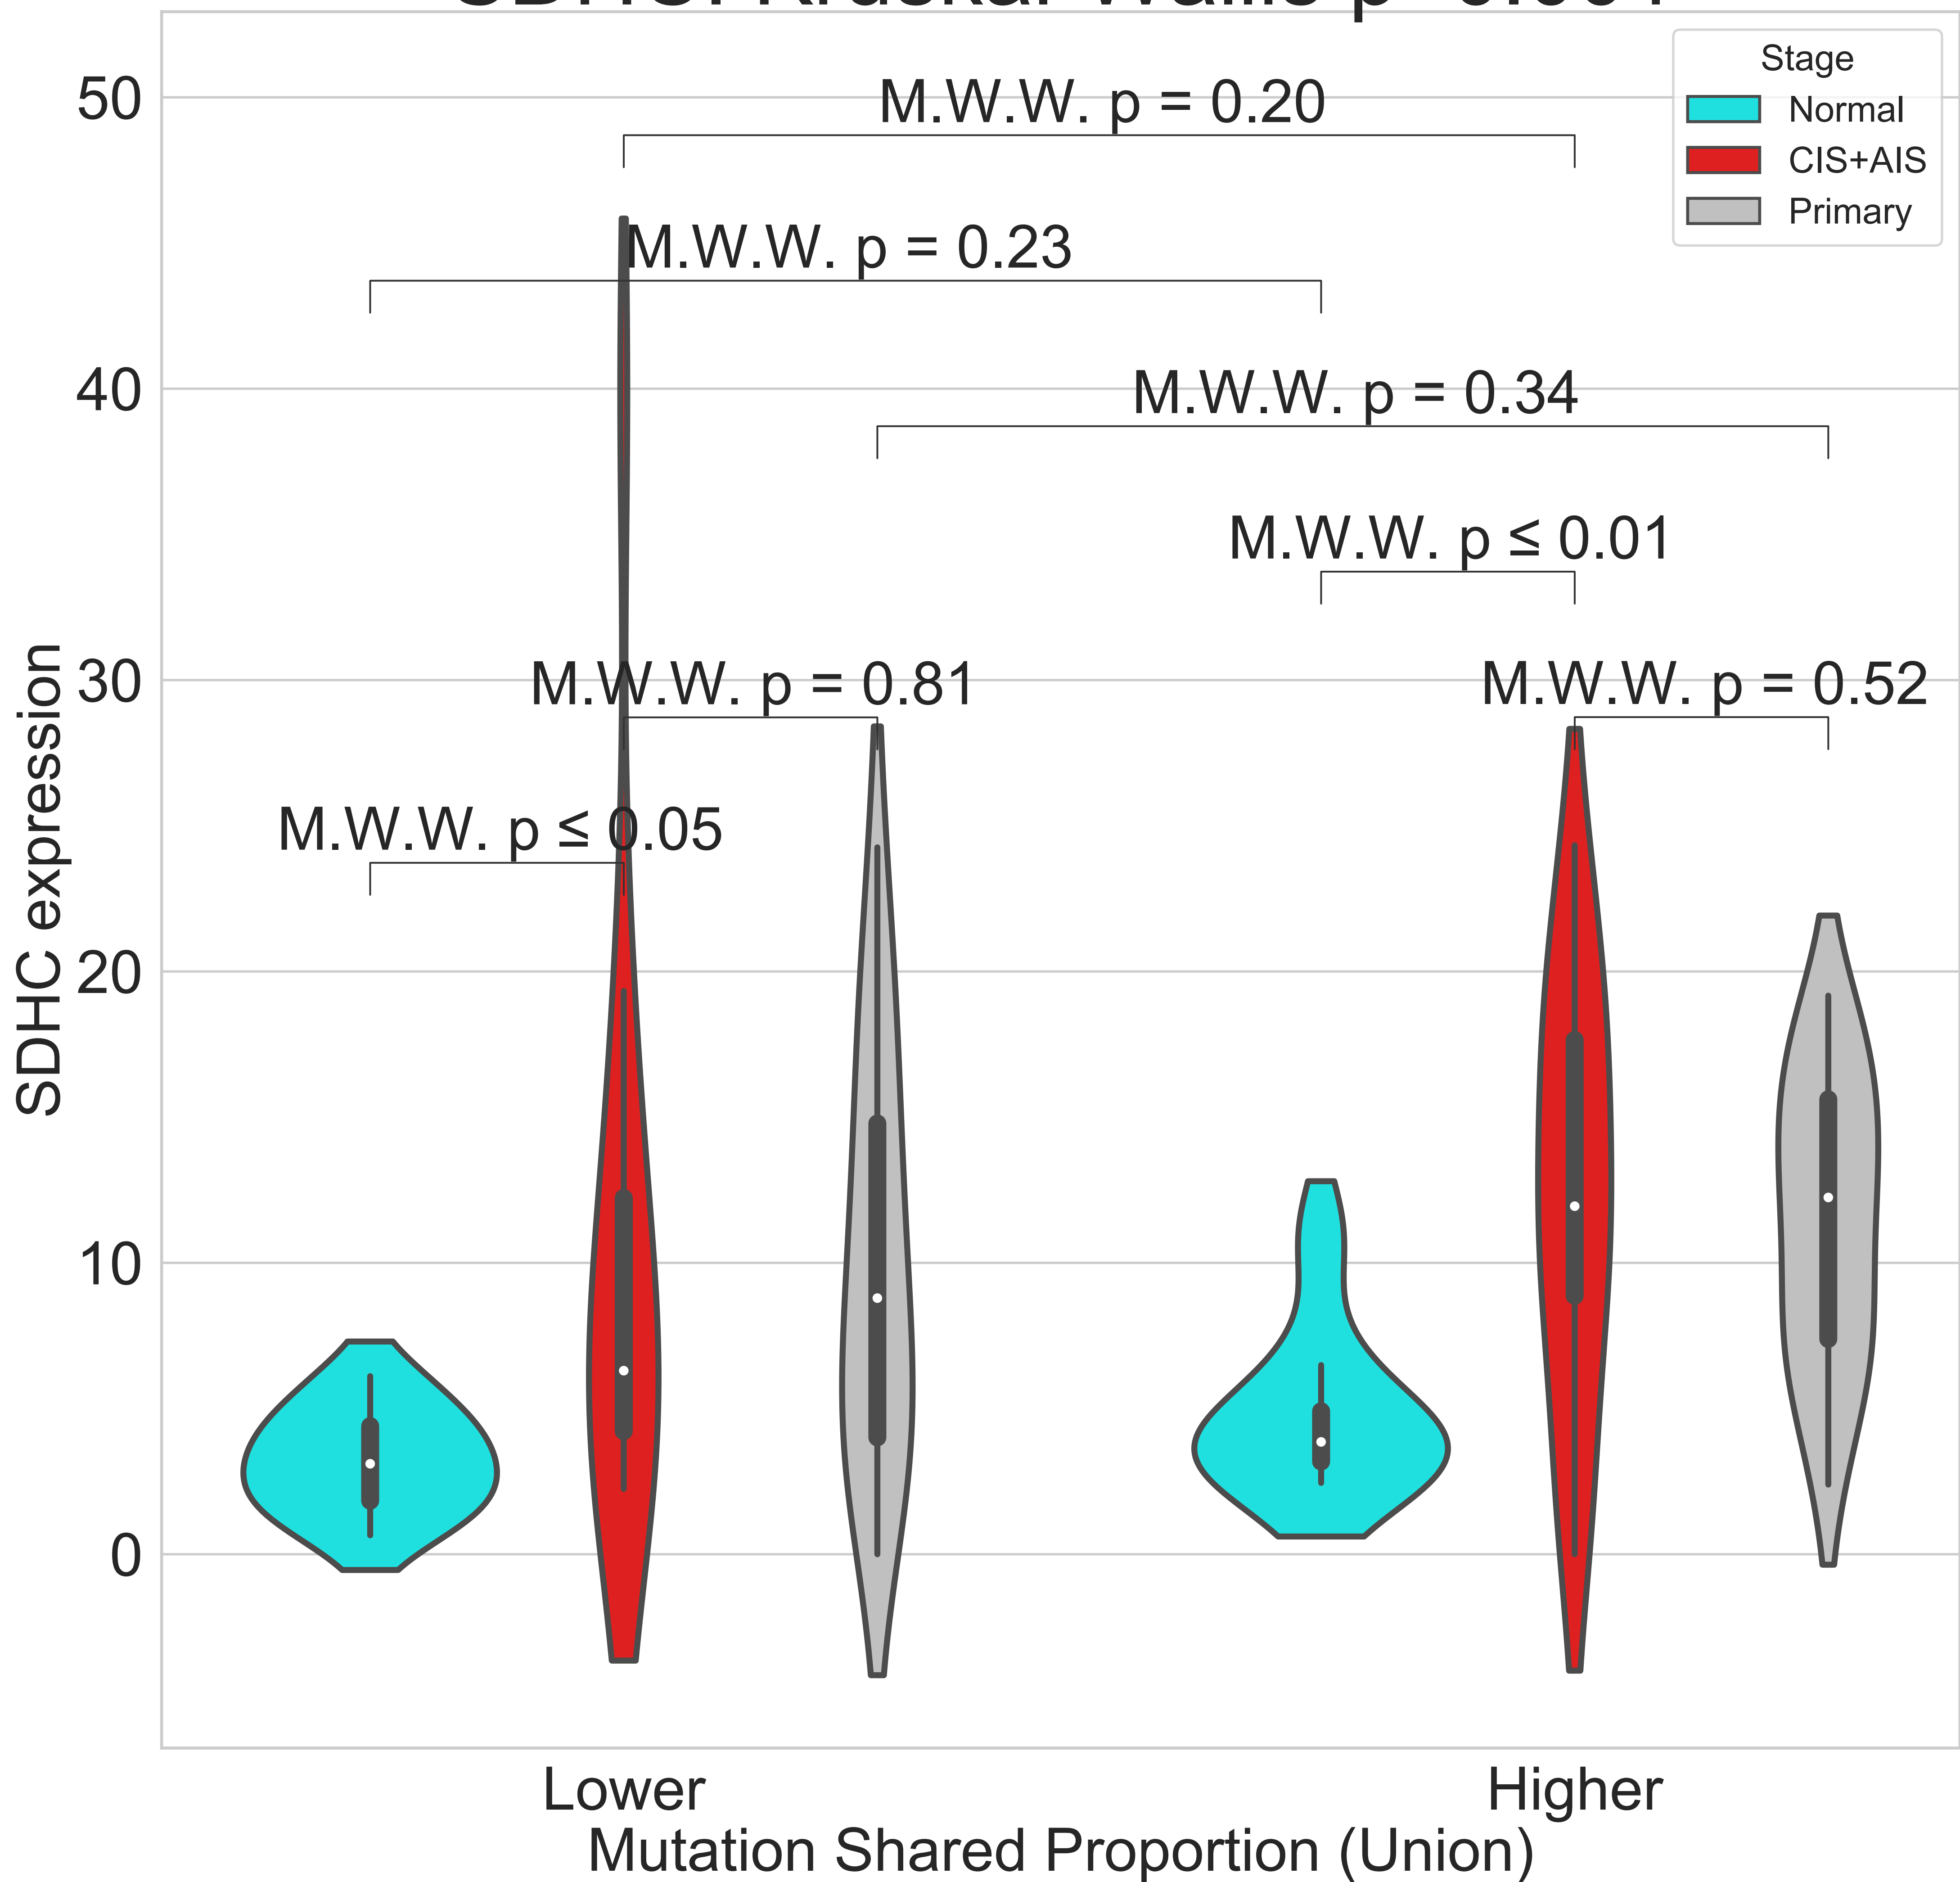 Stage
Normal
CIS+AIS
Primary
50
40
30
20
10
0
SDHC expression
M.W.W. p = 0.20
M.W.W. p = 0.23
M.W.W. p = 0.34
M.W.W. p ≤ 0.01
M.W.W. p = 0.81
M.W.W. p = 0.52
M.W.W. p ≤ 0.05
Lower
Higher
Mutation Shared Proportion (Union)